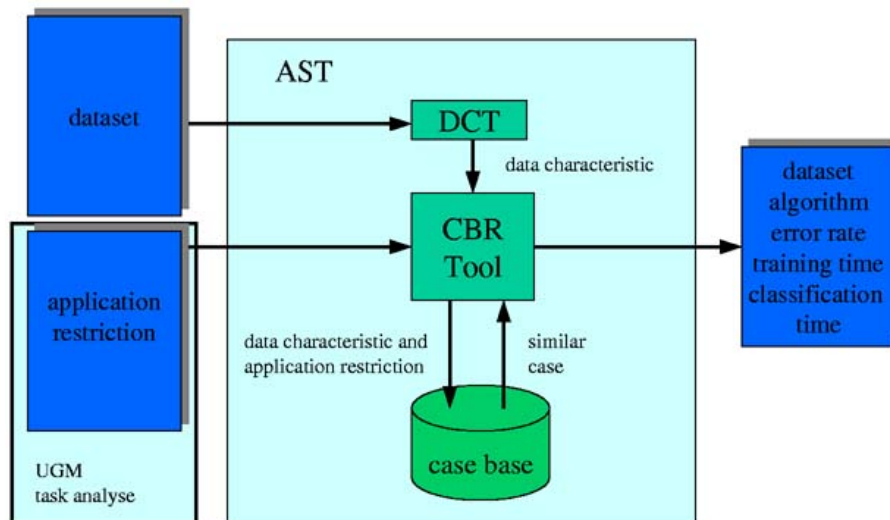 AST
dataset
DCT
data characteristic
dataset
algorithm
error rate
training time
classification
time
CBR
Tool
application
restriction
data characteristic and
application restriction
similar
case
case base
UGM
task analyse